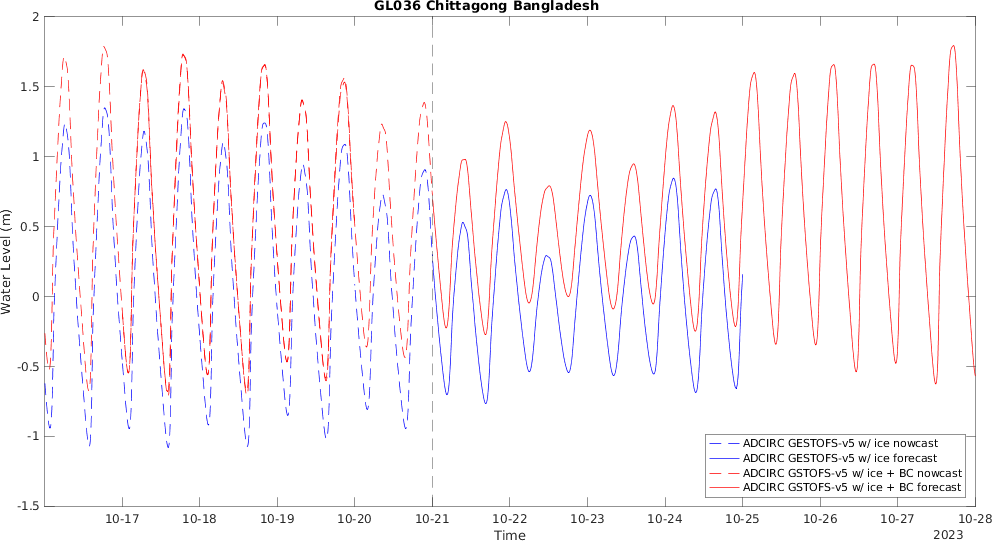 GL036 Chittagong Bangladesh
2
1.5
1
0.5
0
-0.5
-1
-1.5
Water Level (m)
ADCIRC GESTOFS-v5 w/ ice nowcast
ADCIRC GESTOFS-v5 w/ ice forecast
ADCIRC GSTOFS-v5 w/ ice + BC nowcast
ADCIRC GSTOFS-v5 w/ ice + BC forecast
10-17 10-18 10-19 10-20 10-21 10-22 10-23 10-24 10-25 10-26 10-27 10-28
Time
2023